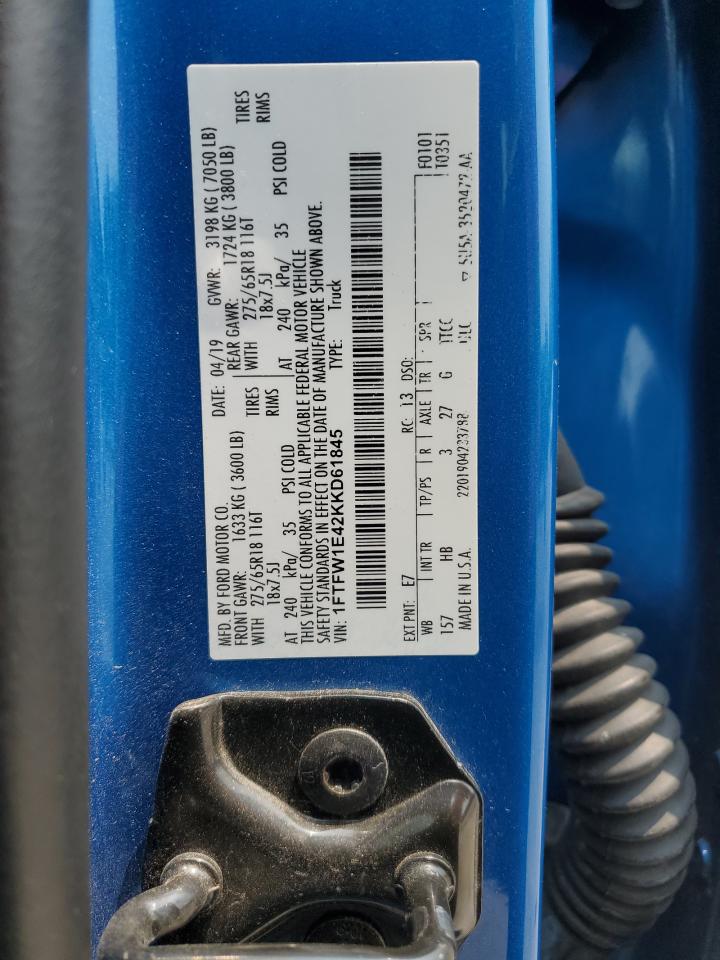 MFD. BY FORD MOTOR CO.
DATE: 04/19 GVWR: 3198 KG ( 7050 LB)
FRONT GAWR: 1633 KG ( 3600 LB) REAR GAWR: 1724 KG ( 3800 LB)
WITH 275/65R18 116T TIRES WITH 275/65R18 116T TIRES
18x7.5J RIMS 18x7.5J RIMS
AT 240 kPa/ 35 PSI COLD AT 240 kPa/ 35 PSI COLD
THIS VEHICLE CONFORMS TO ALL APPLICABLE FEDERAL MOTOR VEHICLE
SAFETY STANDARDS IN EFFECT ON THE DATE OF MANUFACTURE SHOWN ABOVE.
VIN: 1FTFW1E42KKD61845 TYPE: Truck
EXT PNT: E7 RC: 13 DSO: F0101
WB INT TR TP/PS R AXLE TR SPR T0351
157 HB 3 27 G
MADE IN U.S.A.